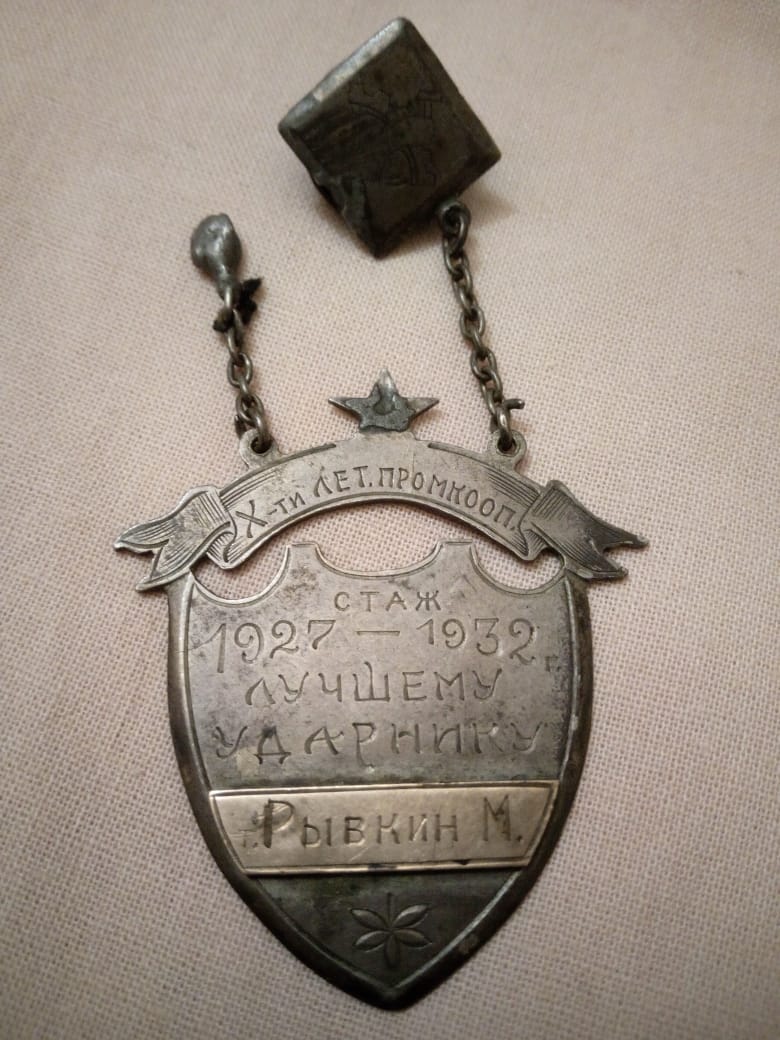 Х-ти ЛЕТ. ПРОМКООП.
СТАЖ
1927 — 1932 г.
ЛУЧШЕМУ
УДАРНИКУ
т. РЫВКИН М.